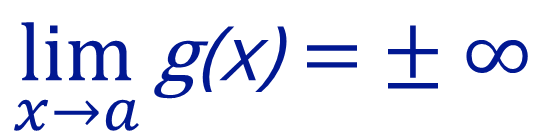 lim g(x) = ± ∞
x→a